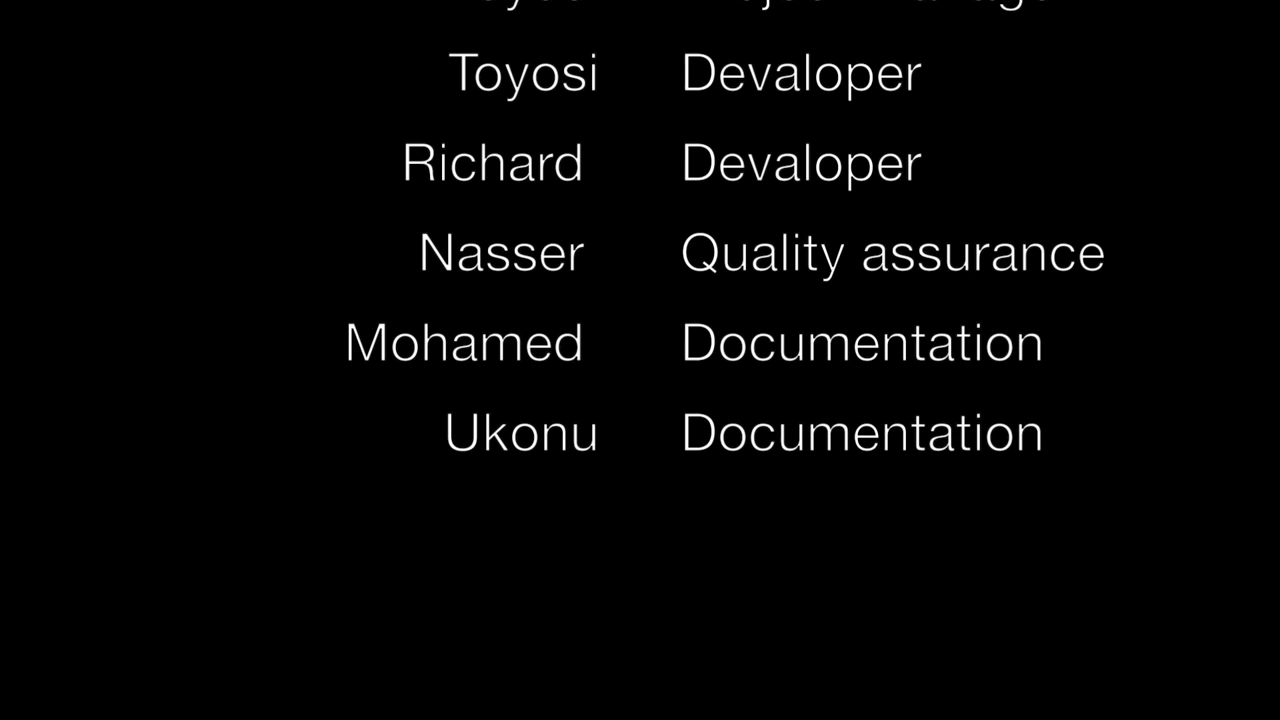 Toyosi Devaloper
Richard Devaloper
Nasser Quality assurance
Mohamed Documentation
Ukonu Documentation